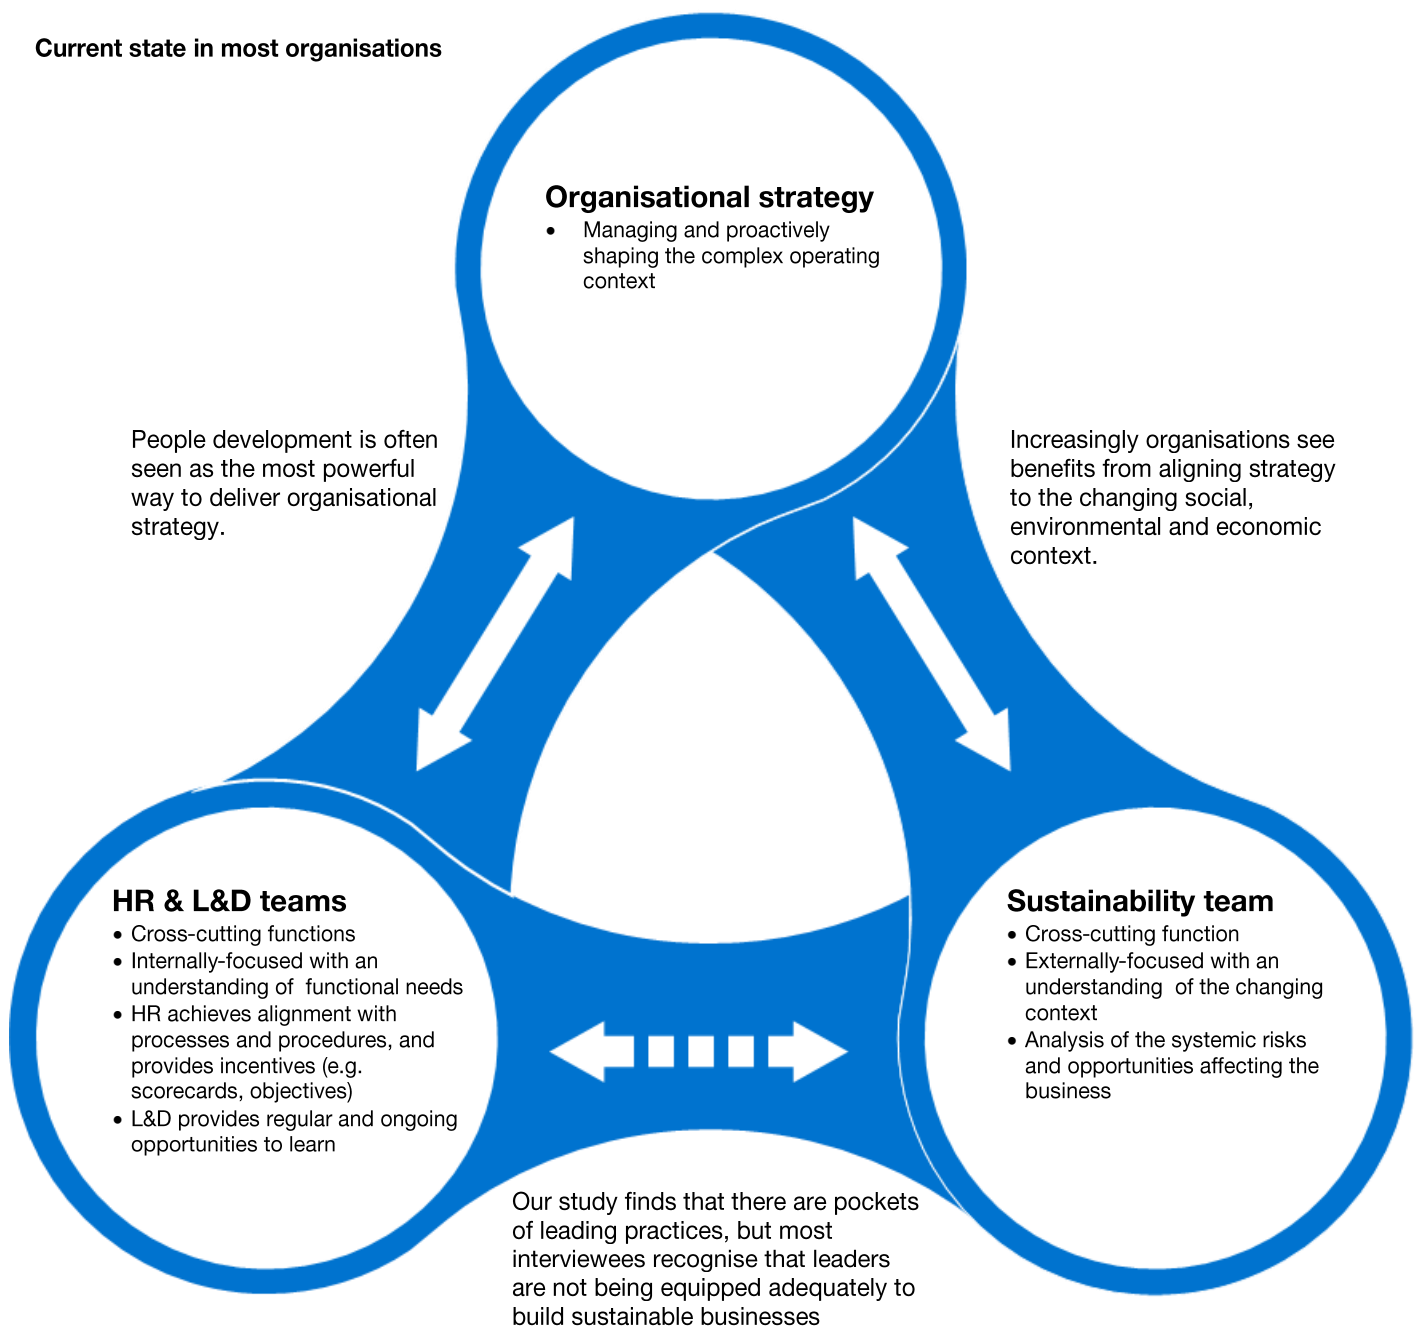 Current state in most organisations
Organisational strategy
• Managing and proactively
shaping the complex operating
context
People development is often
seen as the most powerful
way to deliver organisational
strategy.
Increasingly organisations see
benefits from aligning strategy
to the changing social,
environmental and economic
context.
HR & L&D teams
• Cross-cutting functions
• Internally-focused with an
understanding of  functional needs
• HR achieves alignment with
processes and procedures, and
provides incentives (e.g.
scorecards, objectives)
• L&D provides regular and ongoing
opportunities to learn
Sustainability team
• Cross-cutting function
• Externally-focused with an
understanding  of the changing
context
• Analysis of the systemic risks
and opportunities affecting the
business
Our study finds that there are pockets
of leading practices, but most
interviewees recognise that leaders
are not being equipped adequately to
build sustainable businesses